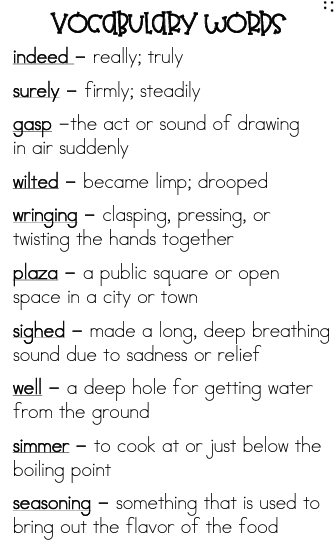 VOCABULARY WORDS
indeed – really; truly
surely – firmly; steadily
gasp –the act or sound of drawing
in air suddenly
wilted – became limp; drooped
wringing – clasping, pressing, or
twisting the hands together
plaza – a public square or open
space in a city or town
sighed – made a long, deep breathing
sound due to sadness or relief
well – a deep hole for getting water
from the ground
simmer – to cook at or just below the
boiling point
seasoning – something that is used to
bring out the flavor of the food